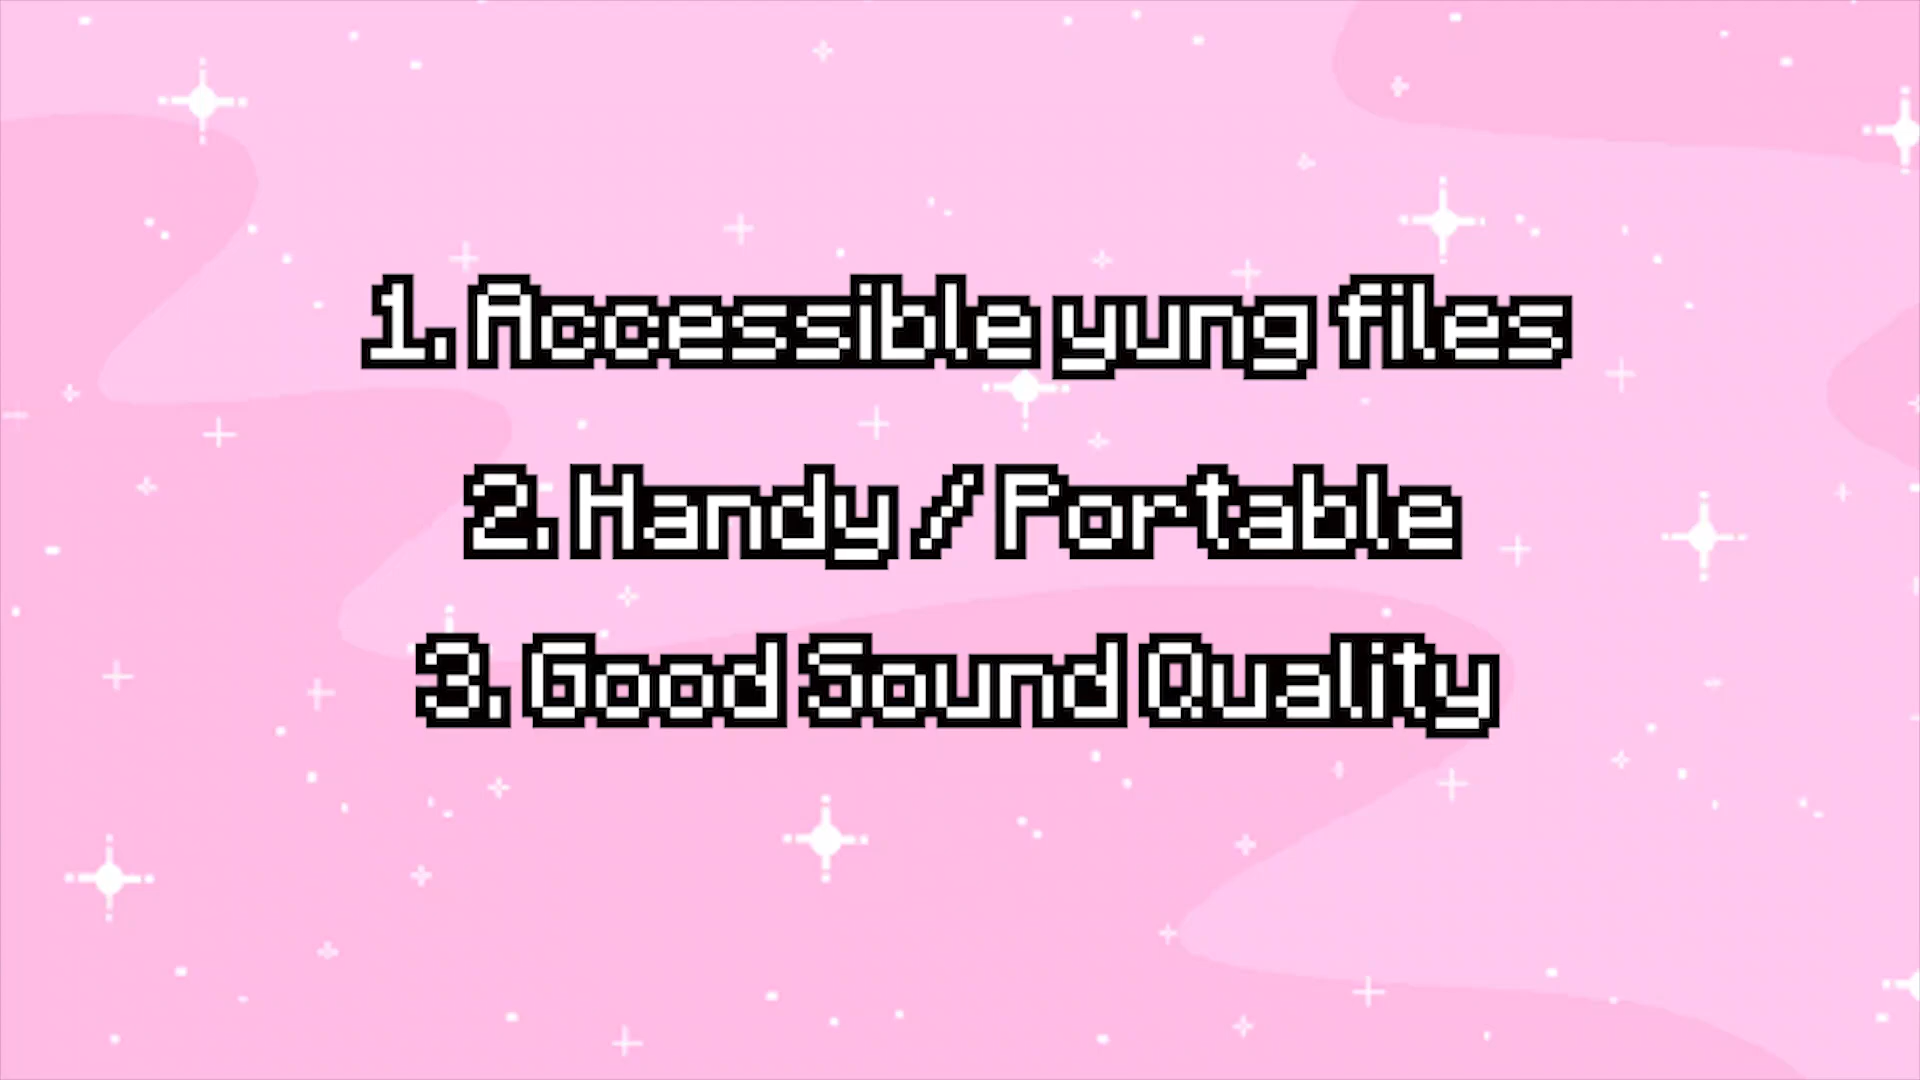 1. Accessible yung files
2. Handy / Portable
3. Good Sound Quality